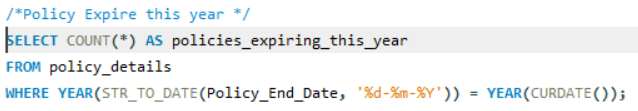 /*Policy Expire this year */
SELECT COUNT(*) AS policies_expiring_this_year
FROM policy_details
WHERE YEAR(STR_TO_DATE(Policy_End_Date, '%d-%m-%Y')) = YEAR(CURDATE());